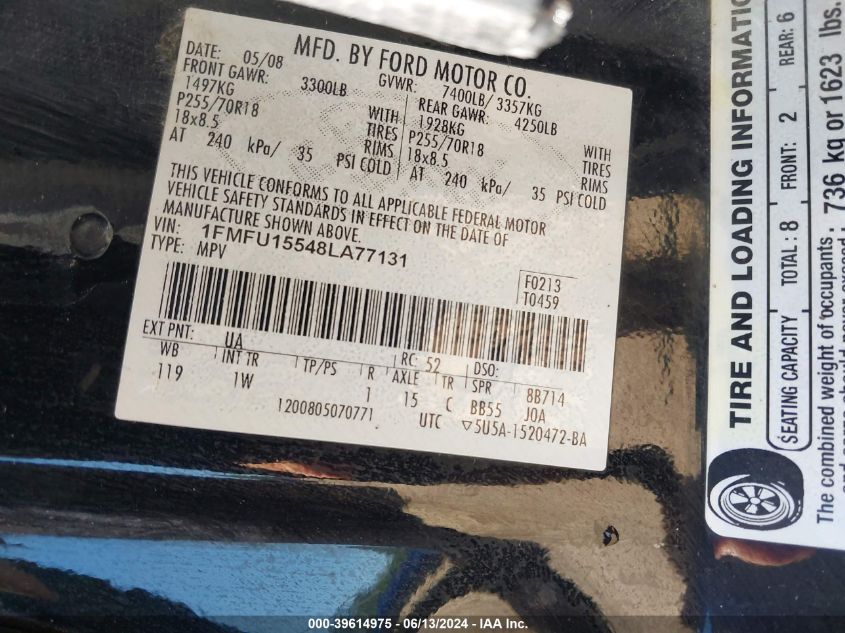 MFD. BY FORD MOTOR CO.
DATE: 05/08 GVWR: 7400LB/ 3357KG
FRONT GAWR: 3300LB REAR GAWR: 4250LB
1497KG WITH 1928KG WITH
P255/70R18 TIRES P255/70R18 TIRES
18x8.5 RIMS 18x8.5 RIMS
AT 240 kPa/ 35 PSI COLD AT 240 kPa/ 35 PSI COLD
THIS VEHICLE CONFORMS TO ALL APPLICABLE FEDERAL MOTOR
VEHICLE SAFETY STANDARDS IN EFFECT ON THE DATE OF
MANUFACTURE SHOWN ABOVE.
VIN: 1FMFU15548LA77131
TYPE: MPV
F0213
T0459
EXT PNT: UA RC: 52 DSO:
WB INT TR TP/PS R AXLE TR SPR 8B714
119 1W 1 15 C BB55 J0A
1200805070771 UTC ▽5U5A-1520472-BA
TIRE AND LOADING INFORMATION
SEATING CAPACITY TOTAL: 8 FRONT: 2 REAR: 6
The combined weight of occupants 736 kg or 1623 lbs.
000-39614975 - 06/13/2024 - IAA Inc.